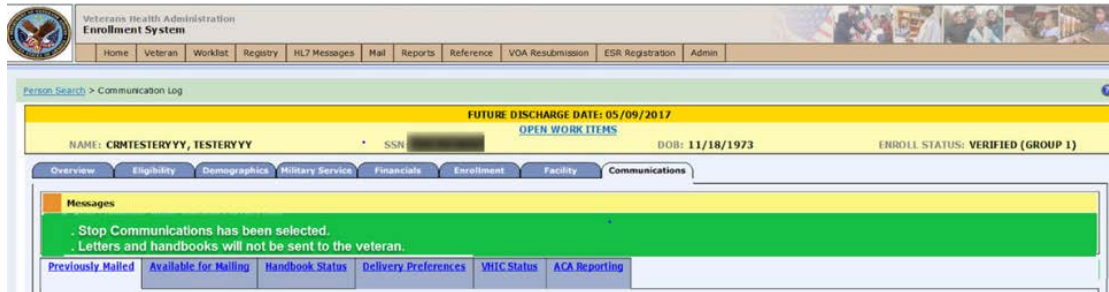 Veterans Health Administration
Enrollment System
Home Veteran Worklist Registry HL7 Messages Mail Reports Reference VOA Resubmission ESR Registration Admin
Person Search > Communication Log
FUTURE DISCHARGE DATE: 05/09/2017
OPEN WORK ITEMS
NAME: CRMTESTERYYY, TESTERYYY SSN: DOB: 11/18/1973 ENROLL STATUS: VERIFIED (GROUP 1)
Overview Eligibility Demographics Military Service Financials Enrollment Facility Communications
Messages
. Stop Communications has been selected.
. Letters and handbooks will not be sent to the veteran.
Previously Mailed Available for Mailing Handbook Status Delivery Preferences VHIC Status ACA Reporting